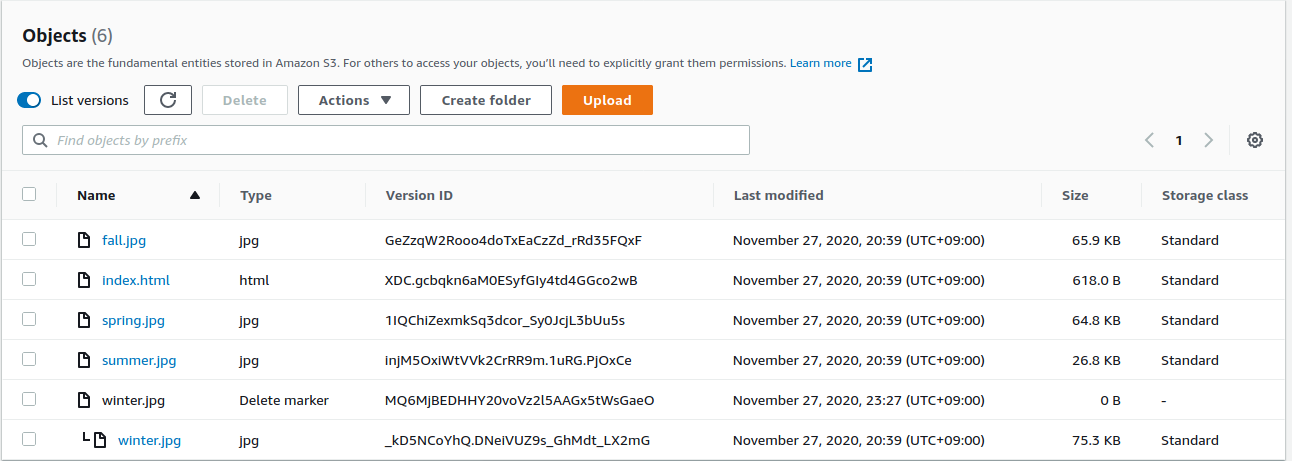 Objects (6)
Objects are the fundamental entities stored in Amazon S3. For others to access your objects, you'll need to explicitly grant them permissions. Learn more
List versions Delete Actions Create folder Upload
Find objects by prefix 1
Name Type Version ID Last modified Size Storage class
fall.jpg jpg GeZzqW2Rooo4doTxEaCzZd_rRd35FQxF November 27, 2020, 20:39 (UTC+09:00) 65.9 KB Standard
index.html html XDC.gcbqkn6aM0ESyfGIy4td4GGco2wB November 27, 2020, 20:39 (UTC+09:00) 618.0 B Standard
spring.jpg jpg 1IQChiZexmkSq3dcor_Sy0JcjL3bUu5s November 27, 2020, 20:39 (UTC+09:00) 64.8 KB Standard
summer.jpg jpg injM5OxiWtVVk2CrRR9m.1uRG.PjOxCe November 27, 2020, 20:39 (UTC+09:00) 26.8 KB Standard
winter.jpg Delete marker MQ6MjBEDHHY20voVz2l5AAGx5tWsGaeO November 27, 2020, 23:27 (UTC+09:00) 0 B -
winter.jpg jpg _kD5NCoYhQ.DNeiVUZ9s_GhMdt_LX2mG November 27, 2020, 20:39 (UTC+09:00) 75.3 KB Standard